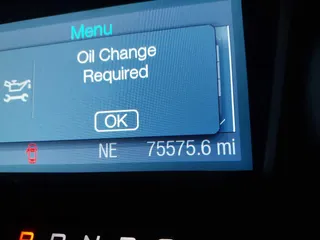 Menu
Oil Change
Required
OK
NE 75575.6 mi
P R N D